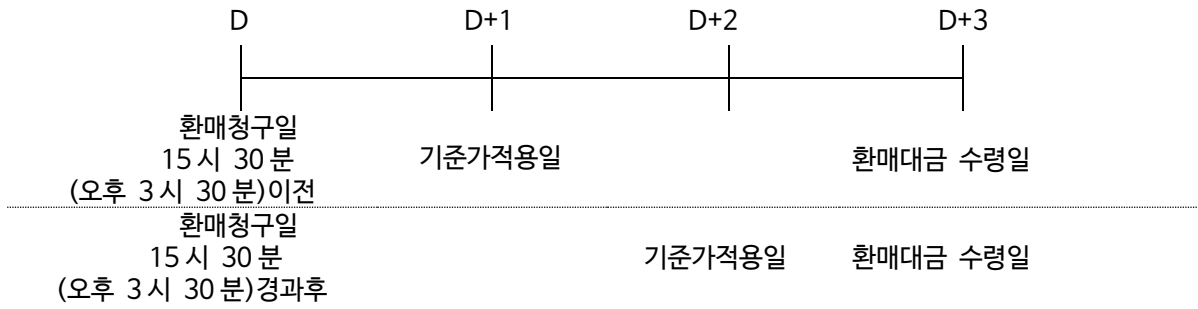 D D+1 D+2 D+3
환매청구일
15시 30분
(오후 3시 30분)이전
기준가적용일
환매대금 수령일
환매청구일
15시 30분
(오후 3시 30분)경과후
기준가적용일
환매대금 수령일